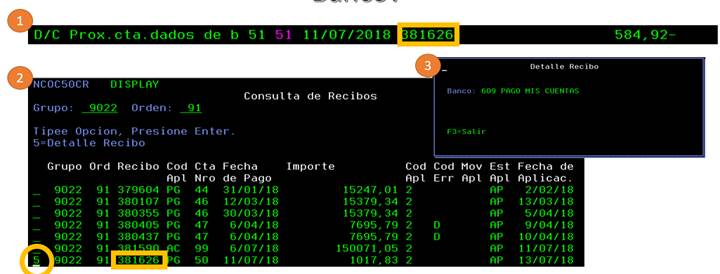 1
D/C Prox.cta.dados de b 51 51 11/07/2018 381626 584,92-
2
NCOC50CR DISPLAY
Consulta de Recibos
Grupo: 9022 Orden: 91
Tipee Opcion, Presione Enter.
5=Detalle Recibo
Grupo Ord Recibo Cod Cta Fecha Importe Cod Cod Mov Est Fecha de
Apl Nro de Pago Apl Err Apl Apl Aplicac.
_ 9022 91 379604 PG 44 31/01/18 15247,01 2 AP 2/02/18
_ 9022 91 380107 PG 46 12/03/18 15379,34 2 AP 13/03/18
_ 9022 91 380355 PG 46 30/03/18 15379,34 2 AP 5/04/18
_ 9022 91 380405 PG 47 6/04/18 7695,79 2 D AP 9/04/18
_ 9022 91 380437 PG 47 6/04/18 7695,79 2 D AP 10/04/18
_ 9022 91 381590 AC 99 6/07/18 150071,05 2 AP 11/07/18
5 9022 91 381626 PG 50 11/07/18 1017,83 2 AP 13/07/18
3
Detalle Recibo
Banco: 609 PAGO MIS CUENTAS
F3=Salir